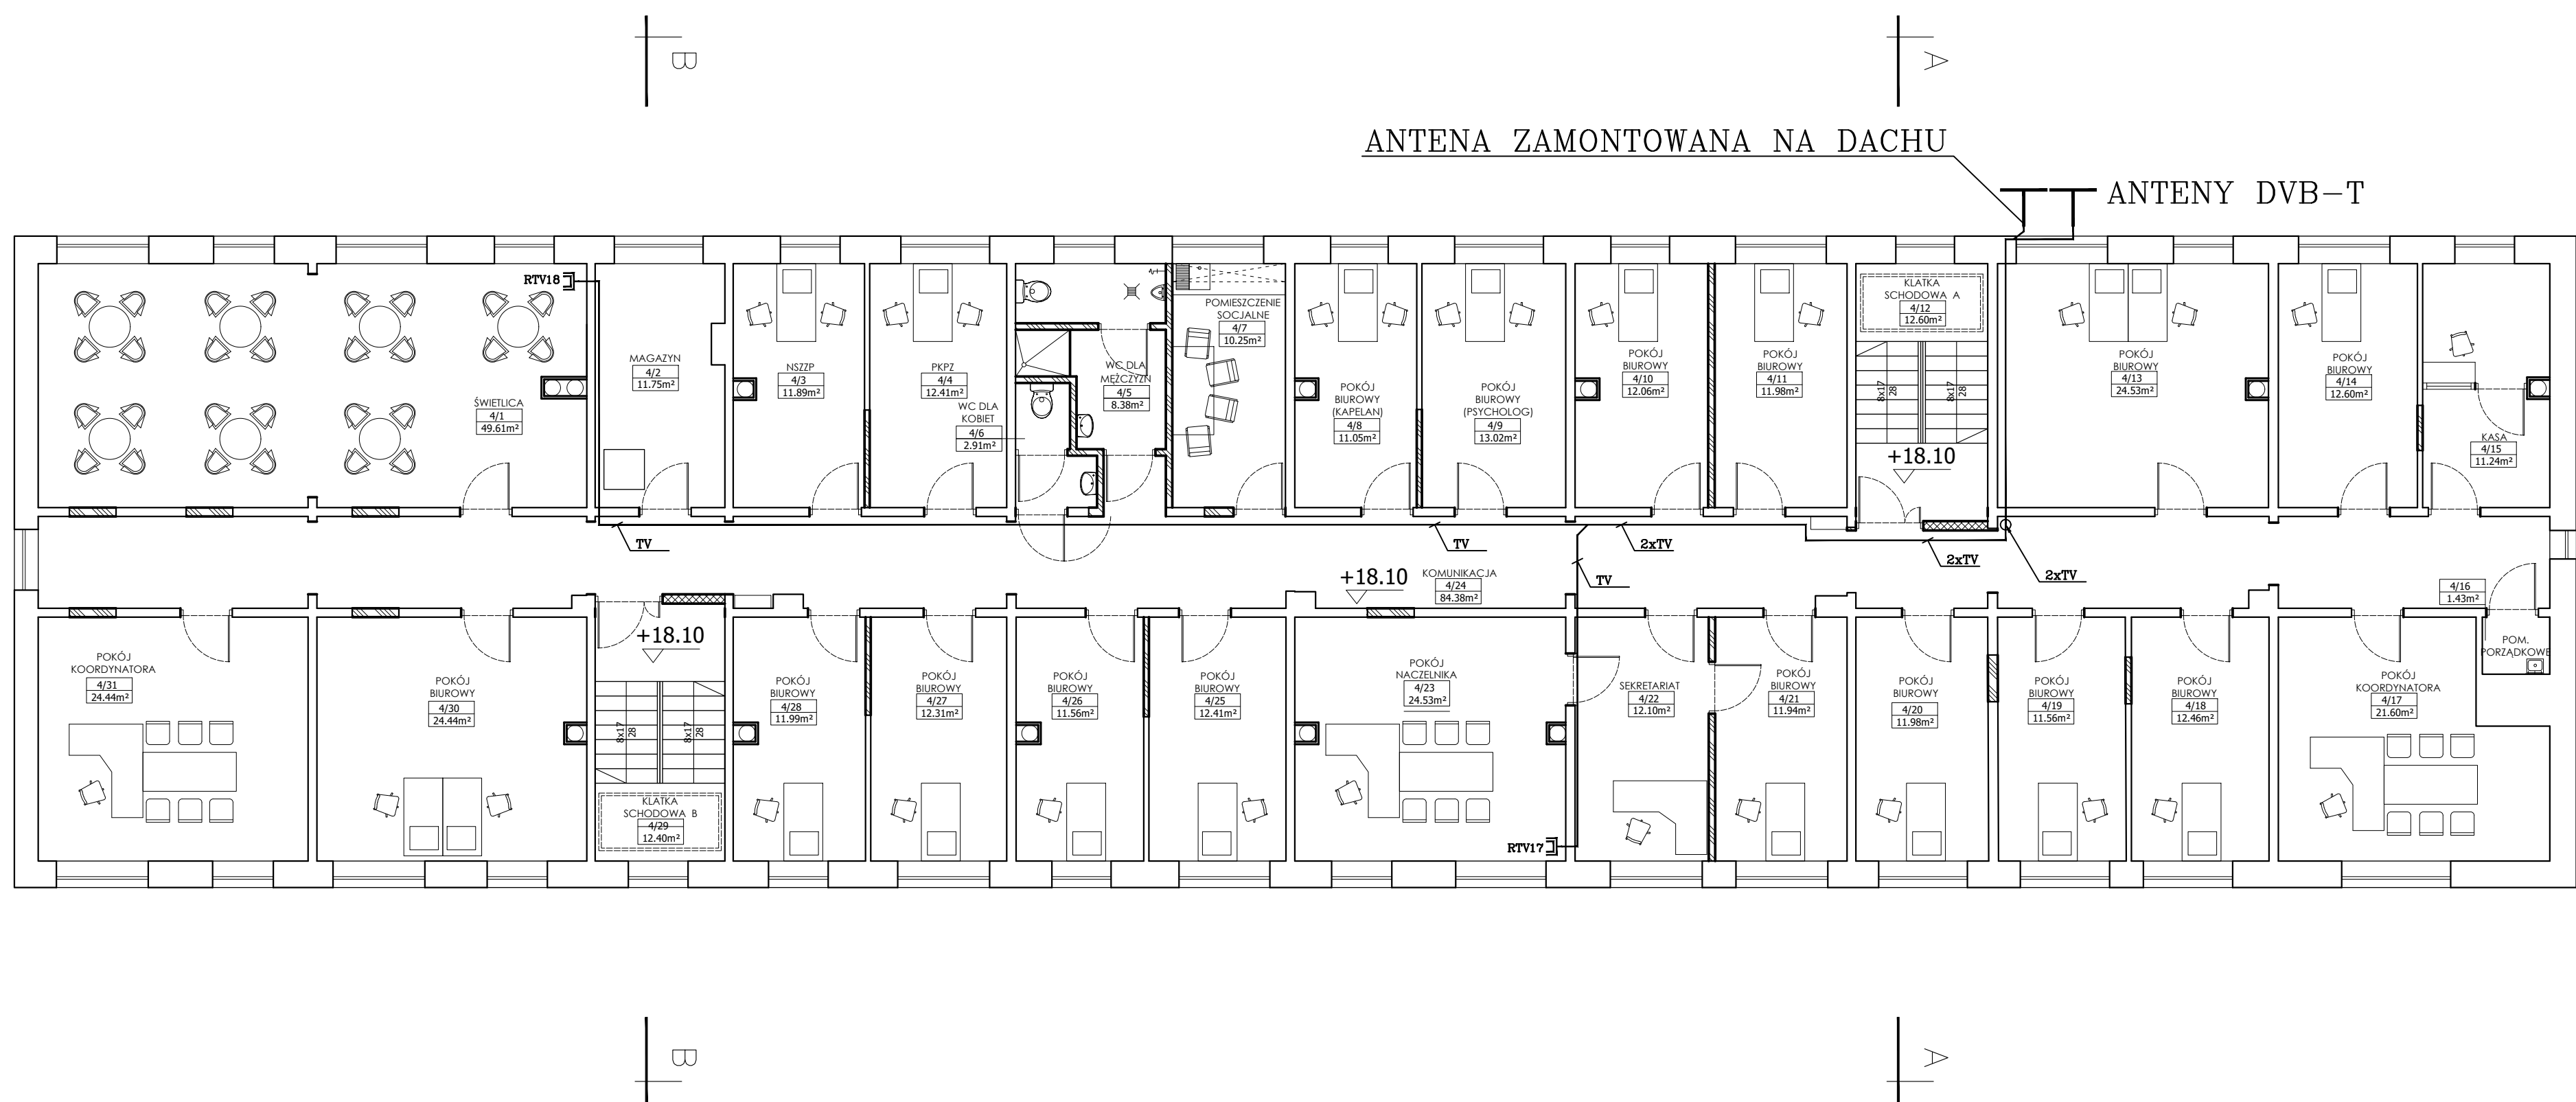 B
A
ANTENA ZAMONTOWANA NA DACHU
ANTENY DVB-T
RTV18
ŚWIETLICA
4/1
49.61m²
MAGAZYN
4/2
11.75m²
NSZZP
4/3
11.89m²
PKPZ
4/4
12.41m²
WC DLA
KOBIET
4/6
2.91m²
WC DLA
MĘŻCZYZN
4/5
8.38m²
POMIESZCZENIE
SOCJALNE
4/7
10.25m²
POKÓJ
BIUROWY
(KAPELAN)
4/8
11.05m²
POKÓJ
BIUROWY
(PSYCHOLOG)
4/9
13.02m²
POKÓJ
BIUROWY
4/10
12.06m²
POKÓJ
BIUROWY
4/11
11.98m²
KLATKA
SCHODOWA A
4/12
12.60m²
8x17
28
8x17
28
+18.10
POKÓJ
BIUROWY
4/13
24.53m²
POKÓJ
BIUROWY
4/14
12.60m²
KASA
4/15
11.24m²
TV
TV
2xTV
2xTV
2xTV
TV
+18.10
KOMUNIKACJA
4/24
84.38m²
4/16
1.43m²
POM.
PORZĄDKOWE
POKÓJ
KOORDYNATORA
4/31
24.44m²
POKÓJ
BIUROWY
4/30
24.44m²
+18.10
8x17
28
8x17
28
KLATKA
SCHODOWA B
4/29
12.40m²
POKÓJ
BIUROWY
4/28
11.99m²
POKÓJ
BIUROWY
4/27
12.31m²
POKÓJ
BIUROWY
4/26
11.56m²
POKÓJ
BIUROWY
4/25
12.41m²
POKÓJ
NACZELNIKA
4/23
24.53m²
RTV17
SEKRETARIAT
4/22
12.10m²
POKÓJ
BIUROWY
4/21
11.94m²
POKÓJ
BIUROWY
4/20
11.98m²
POKÓJ
BIUROWY
4/19
11.56m²
POKÓJ
BIUROWY
4/18
12.46m²
POKÓJ
KOORDYNATORA
4/17
21.60m²
B
A